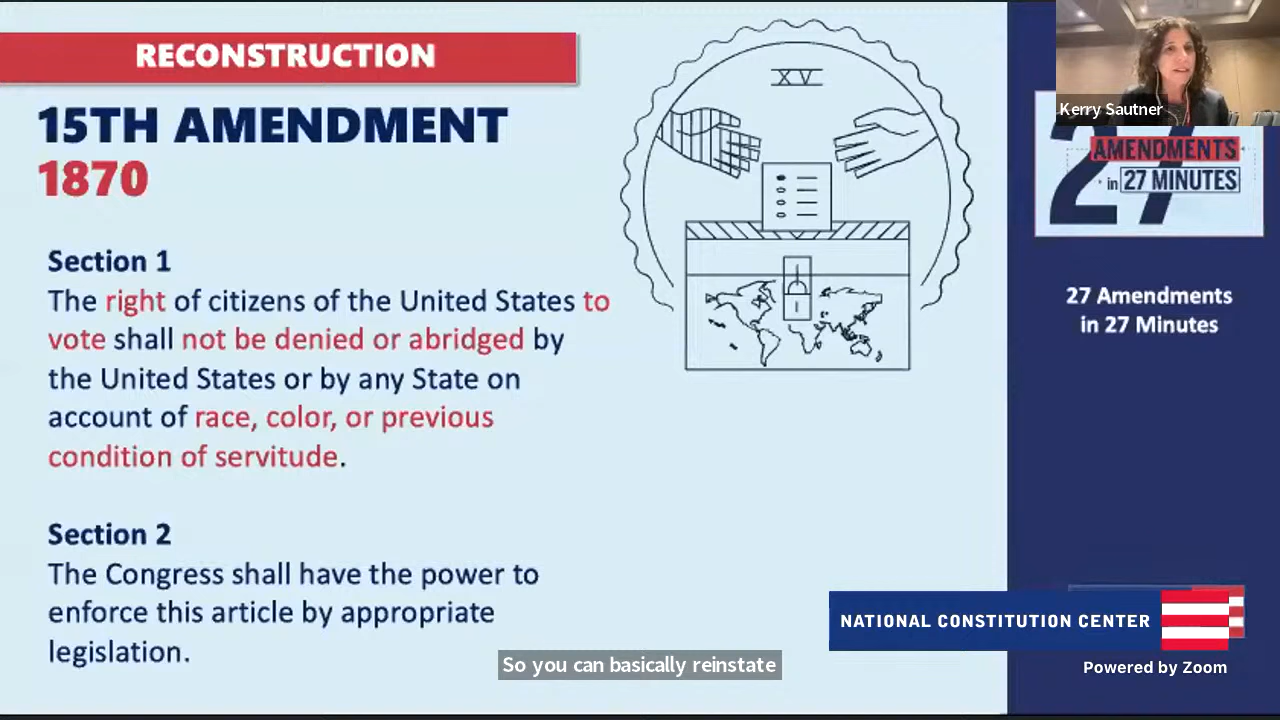 RECONSTRUCTION
15TH AMENDMENT
1870
Section 1
The right of citizens of the United States to
vote shall not be denied or abridged by
the United States or by any State on
account of race, color, or previous
condition of servitude.
Section 2
The Congress shall have the power to
enforce this article by appropriate
legislation.
XV
Kerry Sautner
27
AMENDMENTS
in 27 MINUTES
27 Amendments
in 27 Minutes
NATIONAL CONSTITUTION CENTER
Powered by Zoom
So you can basically reinstate